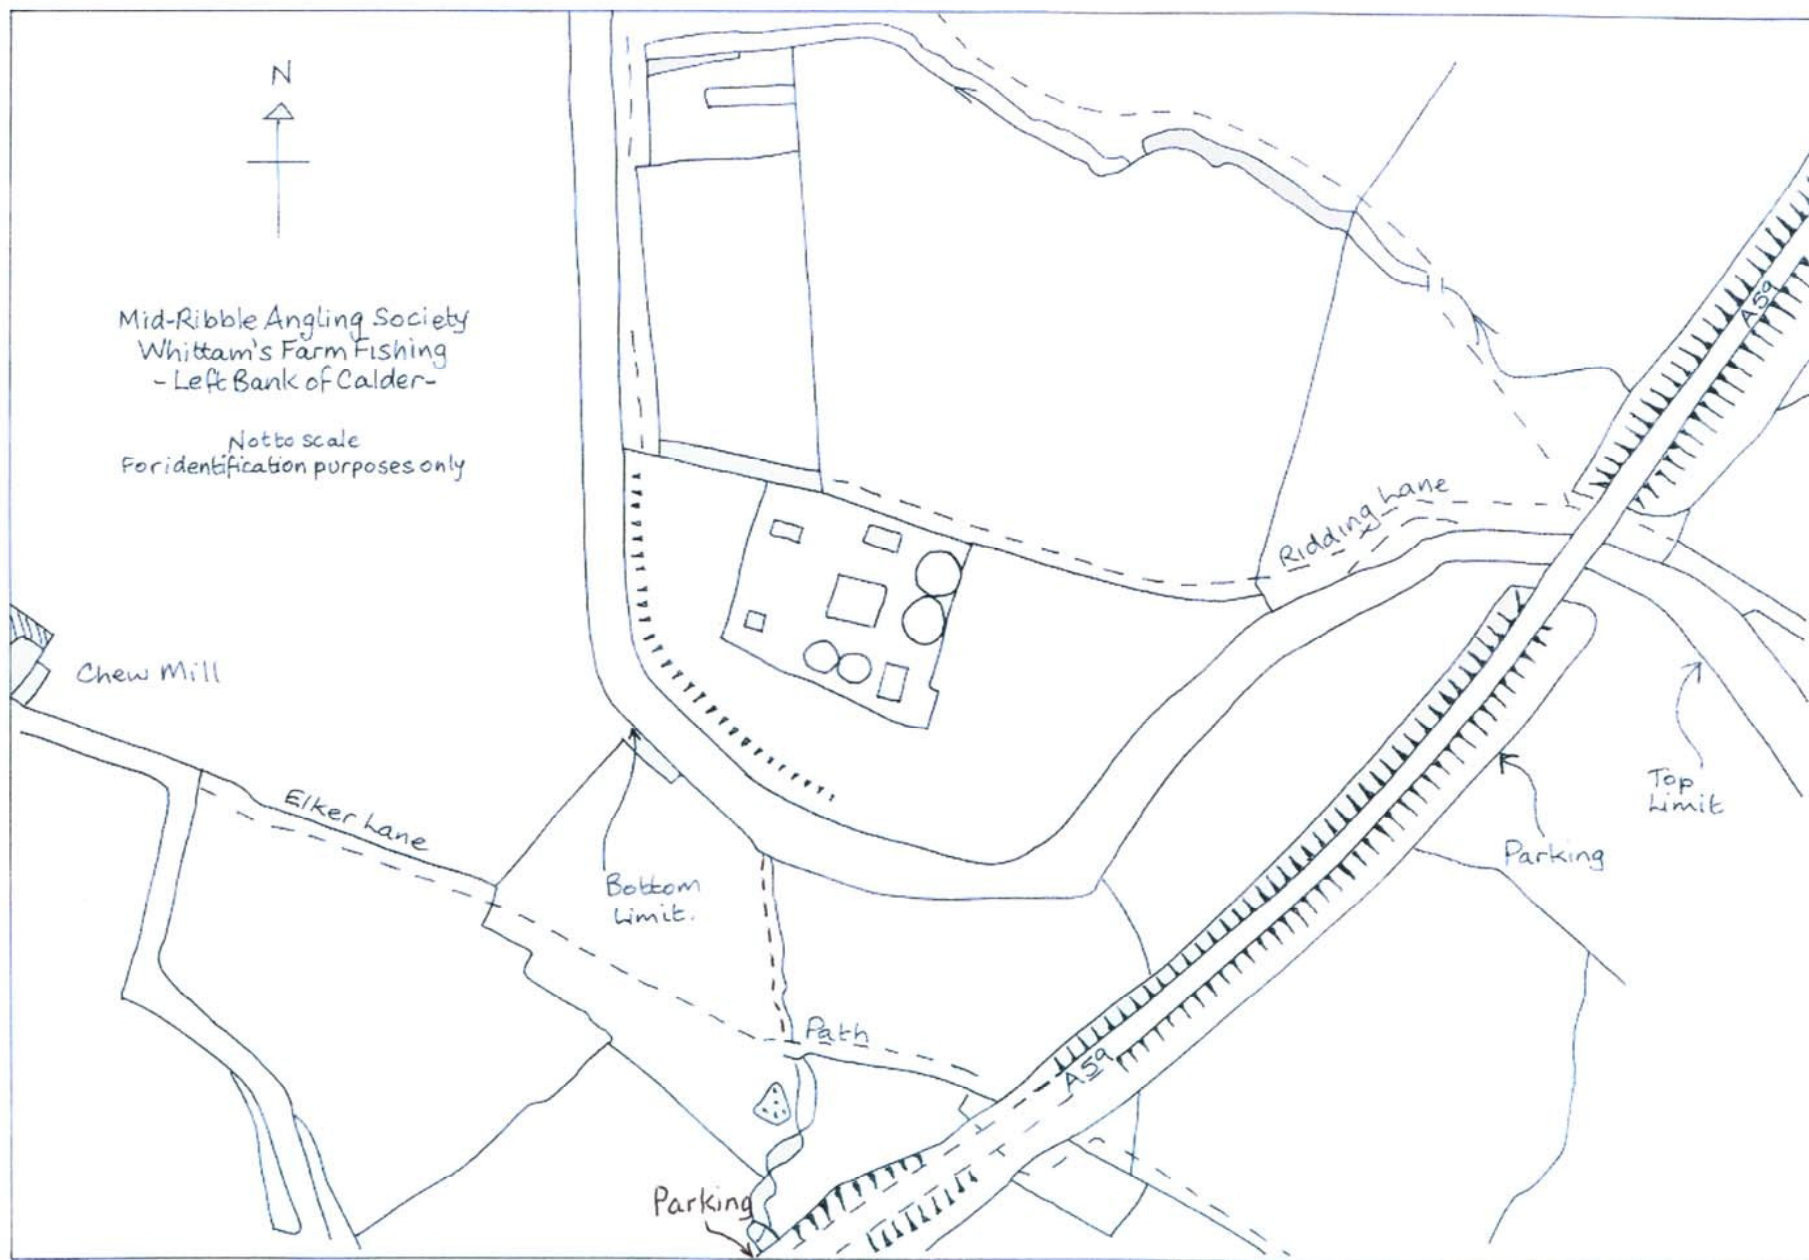 N
Mid-Ribble Angling Society
Whittam's Farm Fishing
- Left Bank of Calder-
Not to scale
For identification purposes only
A59
Ridding Lane
Chew Mill
Elker Lane
Bottom
Limit.
Top
Limit
Parking
Path
A59
Parking